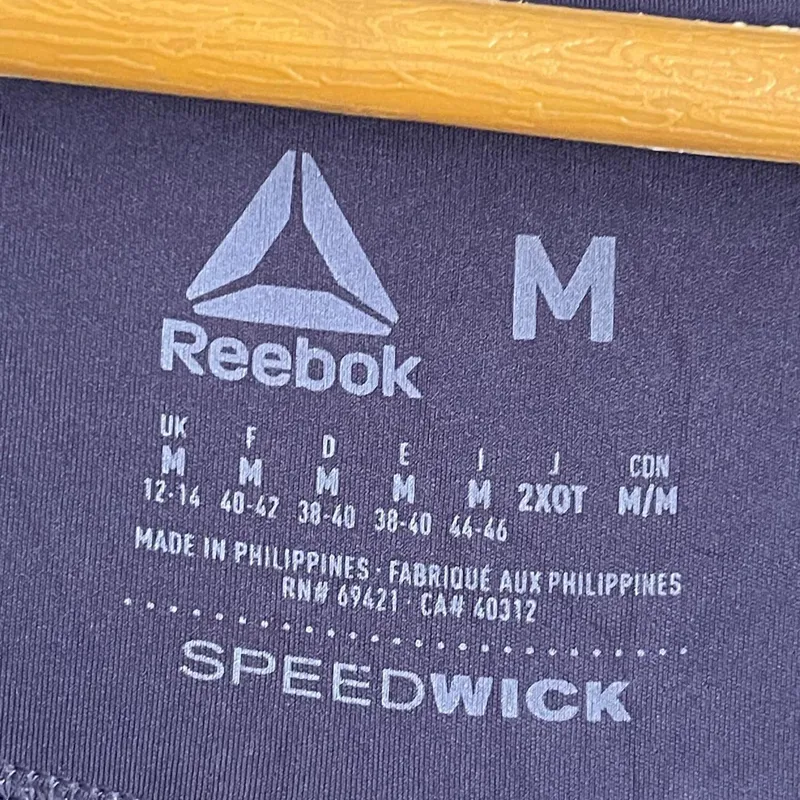 Reebok
M
UK F D E I J CDN
M M M M M 2XOT M/M
12-14 40-42 38-40 38-40 44-46
MADE IN PHILIPPINES · FABRIQUÉ AUX PHILIPPINES
RN# 69421 · CA# 40312
SPEEDWICK